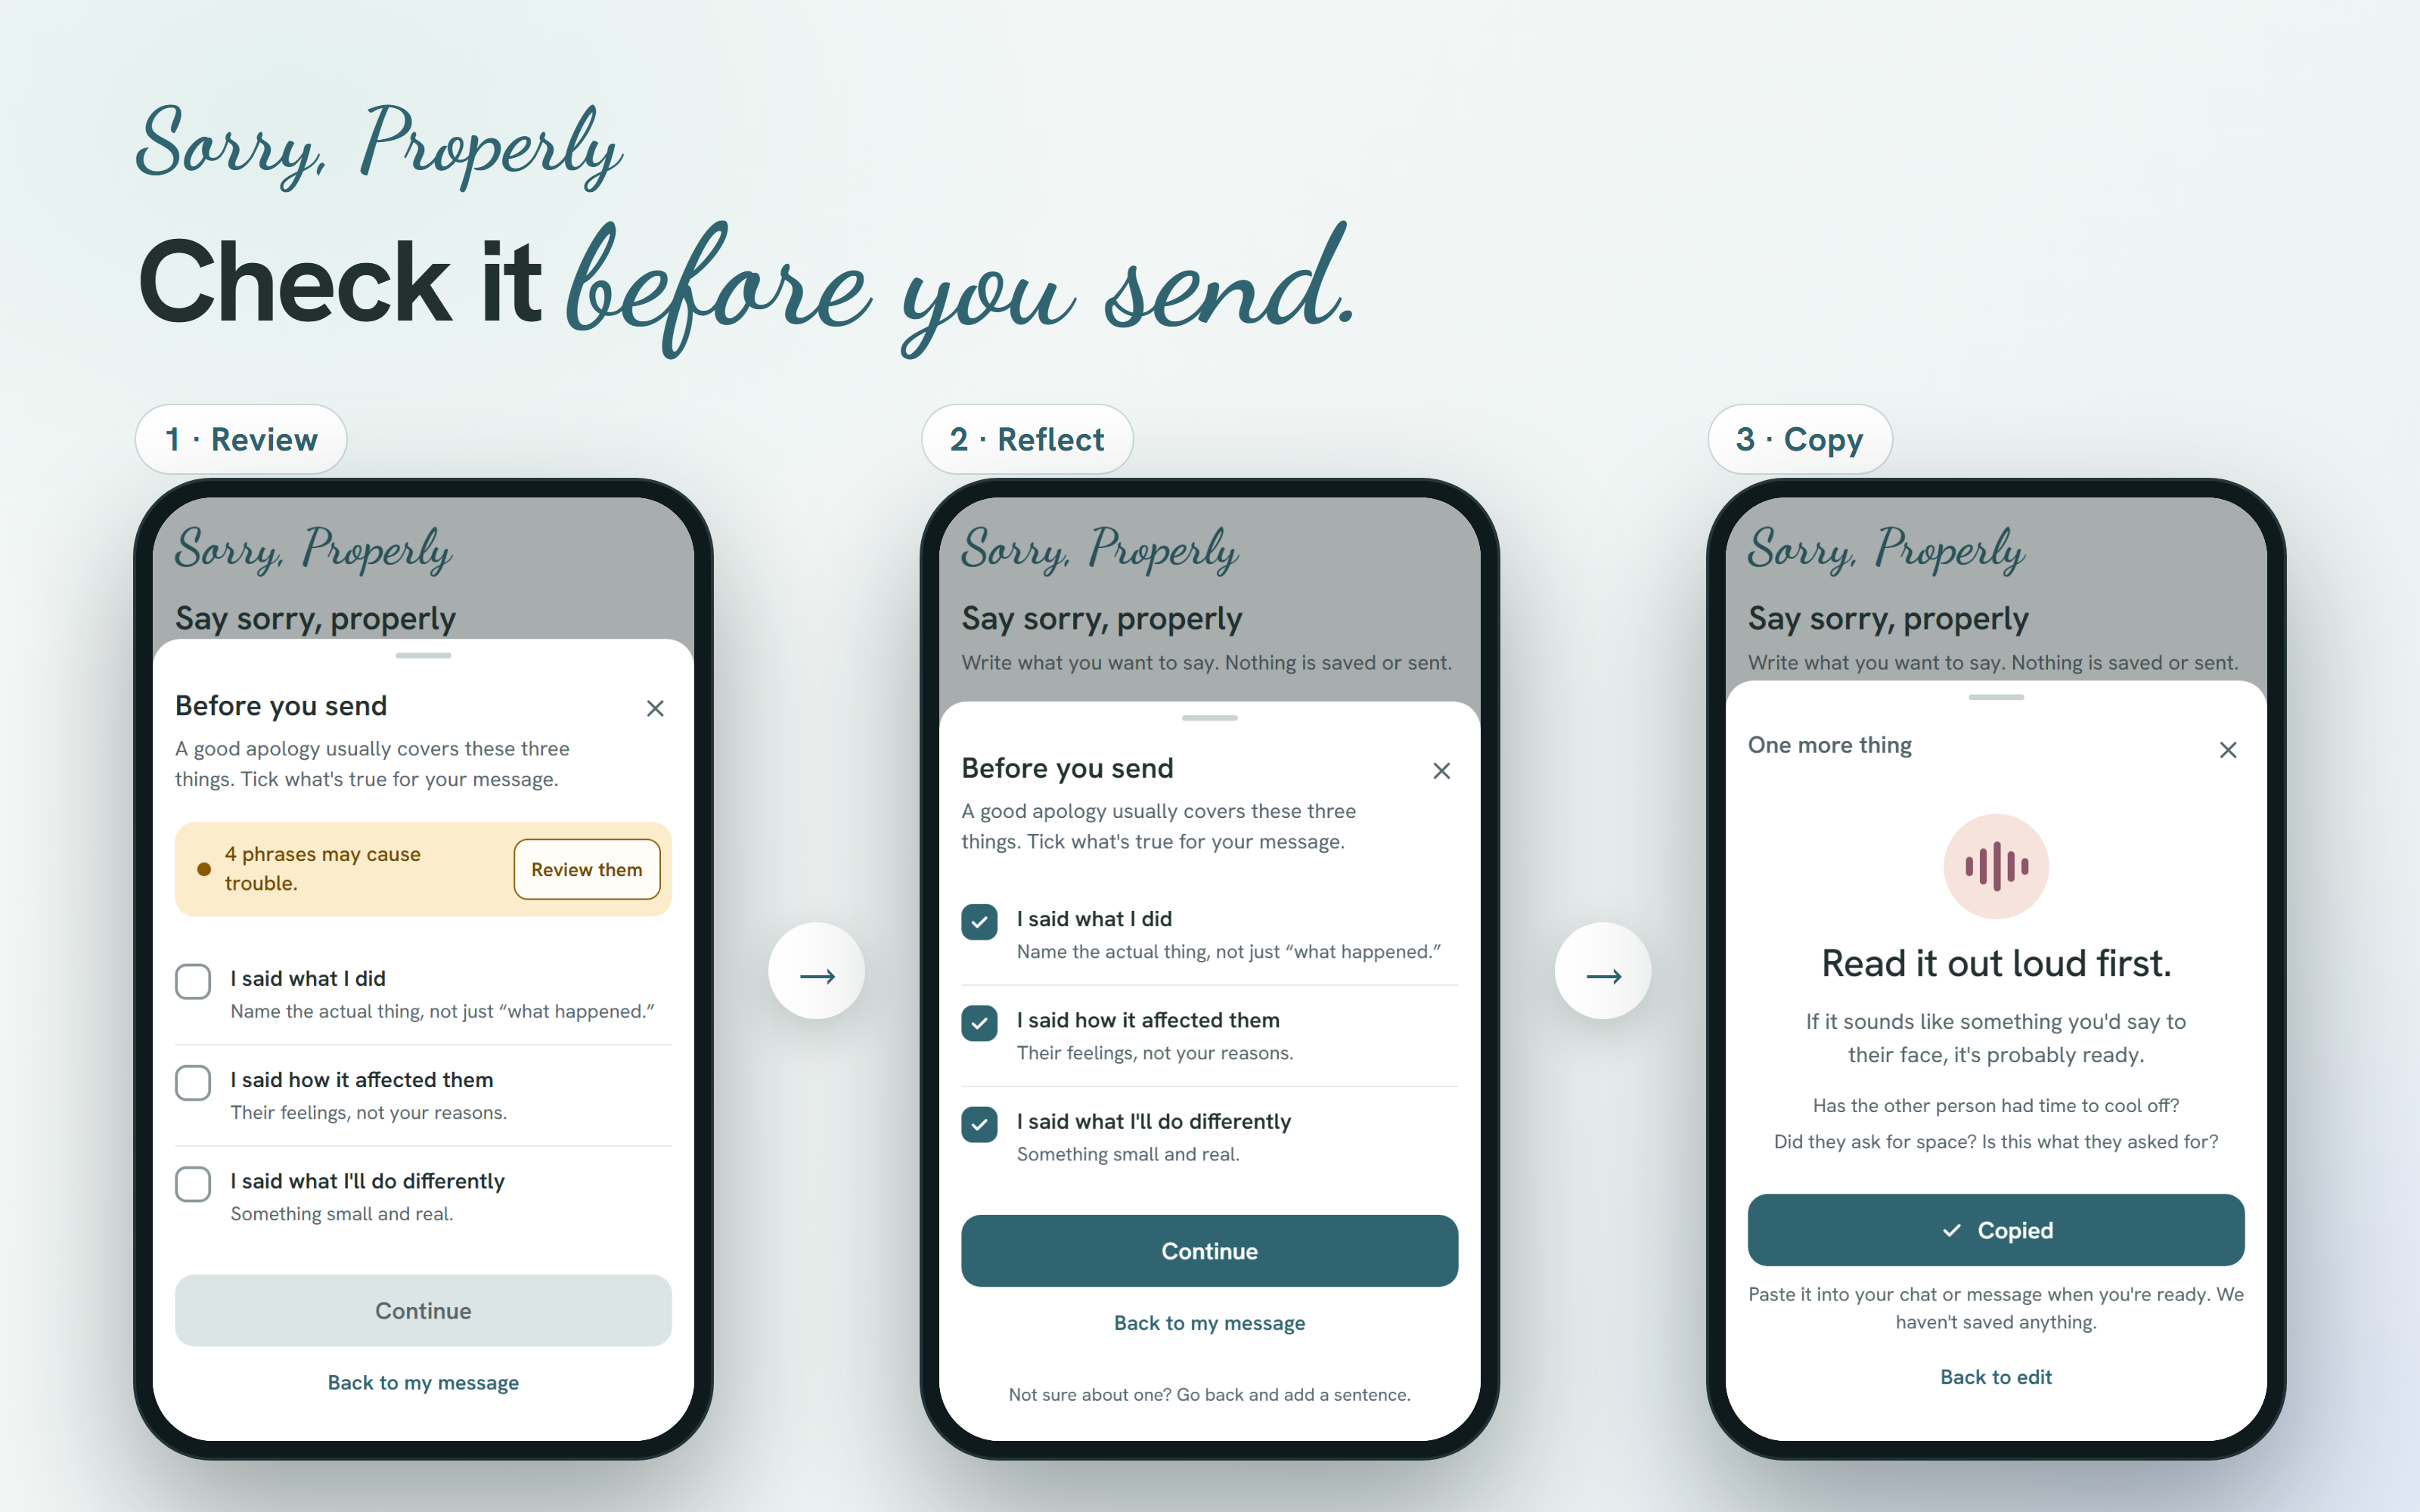 Sorry, Properly
Check it before you send.
1 · Review
Sorry, Properly
Say sorry, properly
Before you send
A good apology usually covers these three
things. Tick what's true for your message.
4 phrases may cause
trouble.
Review them
I said what I did
Name the actual thing, not just “what happened.”
I said how it affected them
Their feelings, not your reasons.
I said what I'll do differently
Something small and real.
Continue
Back to my message
2 · Reflect
Sorry, Properly
Say sorry, properly
Write what you want to say. Nothing is saved or sent.
Before you send
A good apology usually covers these three
things. Tick what's true for your message.
I said what I did
Name the actual thing, not just “what happened.”
I said how it affected them
Their feelings, not your reasons.
I said what I'll do differently
Something small and real.
Continue
Back to my message
Not sure about one? Go back and add a sentence.
3 · Copy
Sorry, Properly
Say sorry, properly
Write what you want to say. Nothing is saved or sent.
One more thing
Read it out loud first.
If it sounds like something you'd say to
their face, it's probably ready.
Has the other person had time to cool off?
Did they ask for space? Is this what they asked for?
Copied
Paste it into your chat or message when you're ready. We
haven't saved anything.
Back to edit